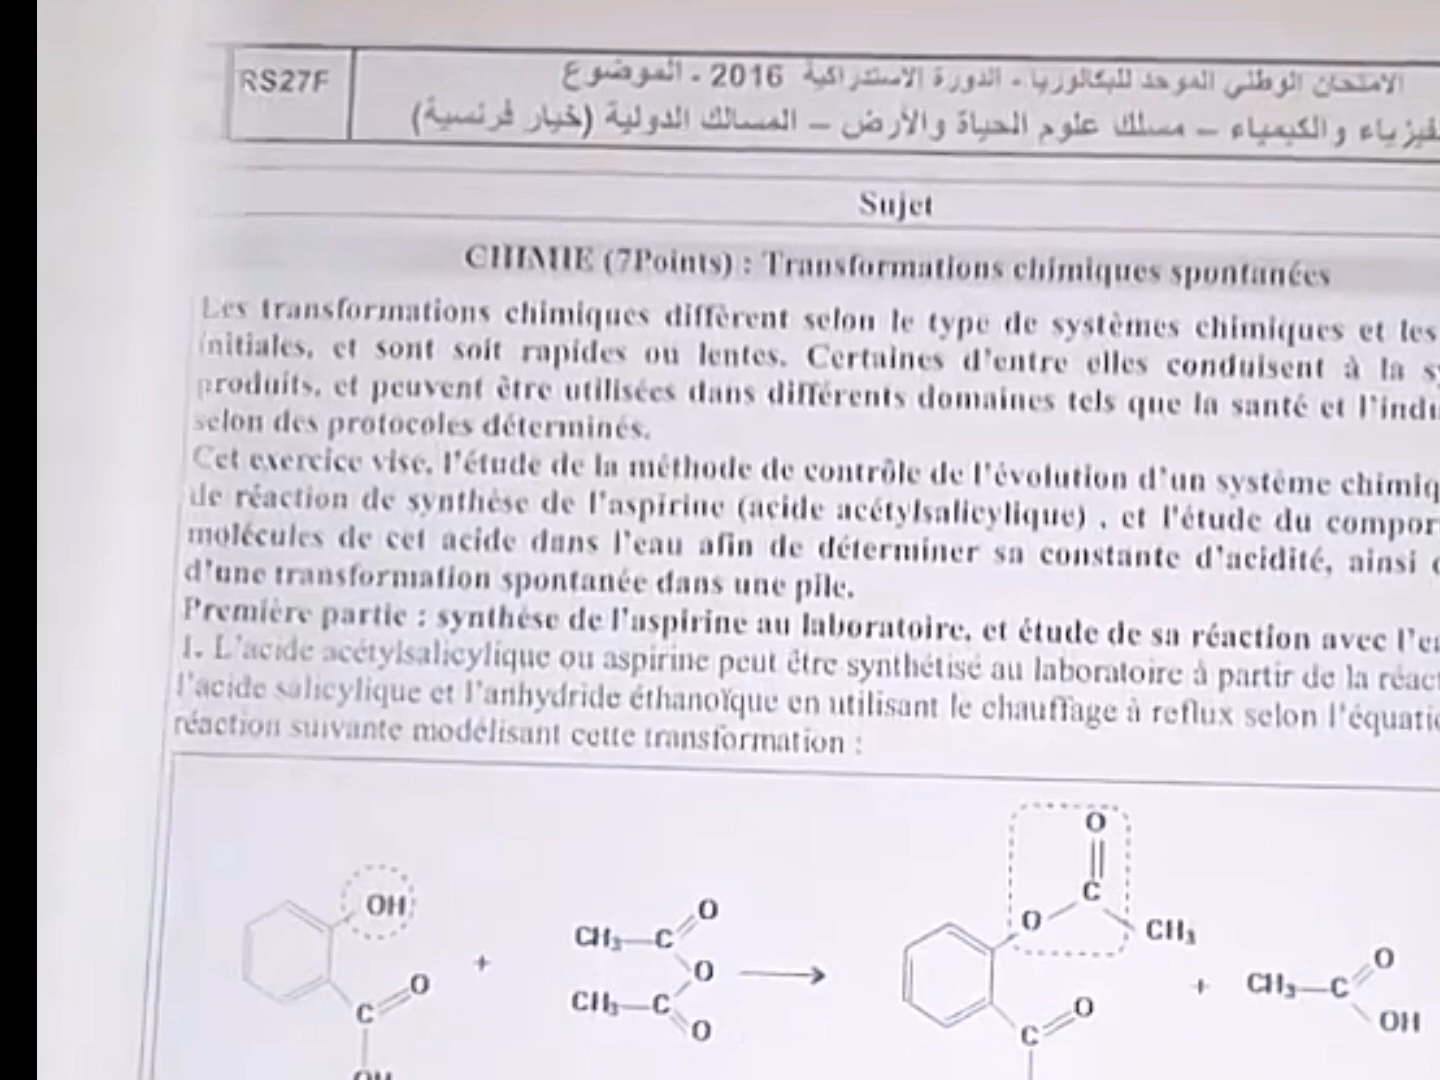 RS27F
الامتحان الوطني الموحد للبكالوريا - الدورة الاستدراكية 2016 - الموضوع
والكيمياء – مسلك علوم الحياة والأرض – المسالك الدولية (خيار فرنسية)
Sujet
CHIMIE (7Points) : Transformations chimiques spontanées
Les transformations chimiques diffèrent selon le type de systèmes chimiques et les
initiales, et sont soit rapides ou lentes. Certaines d'entre elles conduisent à la
produits, et peuvent être utilisées dans différents domaines tels que la santé et
selon des protocoles déterminés.
Cet exercice vise, l'étude de la méthode de contrôle de l'évolution d'un système
de réaction de synthèse de l'aspirine (acide acétylsalicylique) , et l'étude du
molécules de cet acide dans l'eau afin de déterminer sa constante d'acidité, ainsi
d'une transformation spontanée dans une pile.
Première partie : synthèse de l'aspirine au laboratoire, et étude de sa réaction avec
1. L'acide acétylsalicylique ou aspirine peut être synthétisé au laboratoire à partir de la
l'acide salicylique et l'anhydride éthanoïque en utilisant le chauffage à reflux selon
réaction suivante modélisant cette transformation :
O
O
C
OH
O
CH₃
CH₃—C
O
O
+
O
CH₃—C
+
CH₃—C
O
O
C
C
O
OH